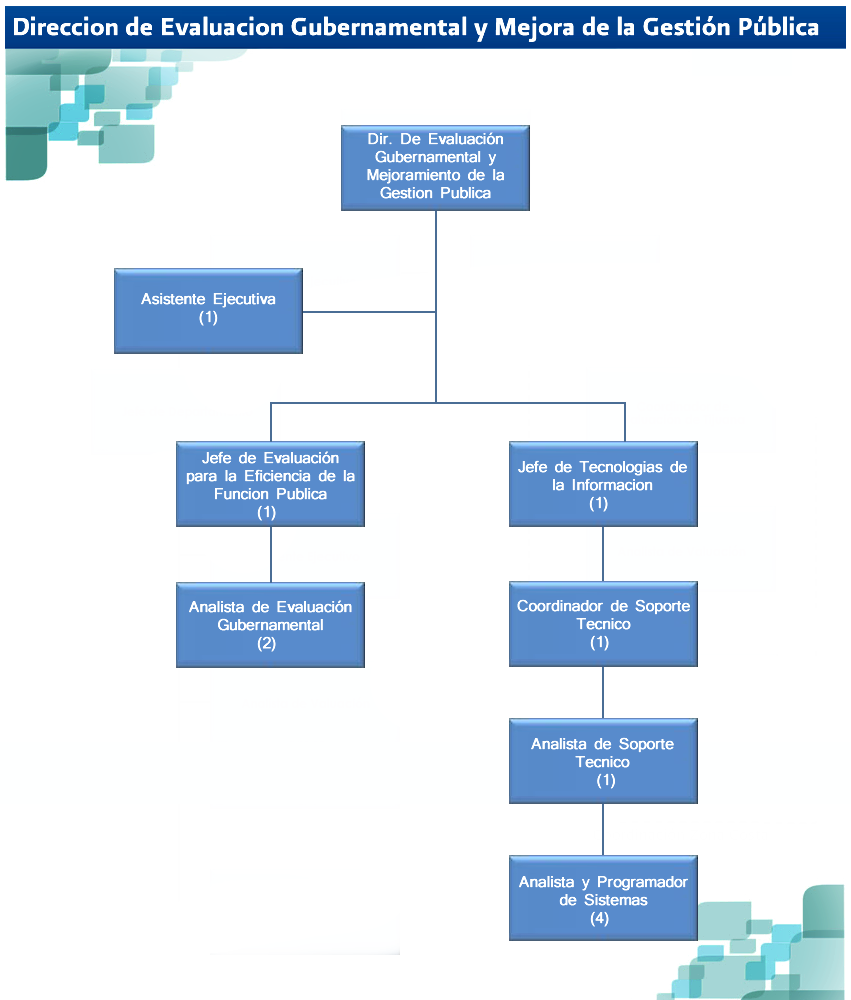 Direccion de Evaluacion Gubernamental y Mejora de la Gestión Pública
Dir. De Evaluación
Gubernamental y
Mejoramiento de la
Gestion Publica
Asistente Ejecutiva
(1)
Jefe de Evaluación
para la Eficiencia de la
Funcion Publica
(1)
Jefe de Tecnologias de
la Informacion
(1)
Analista de Evaluación
Gubernamental
(2)
Coordinador de Soporte
Tecnico
(1)
Analista de Soporte
Tecnico
(1)
Analista y Programador
de Sistemas
(4)